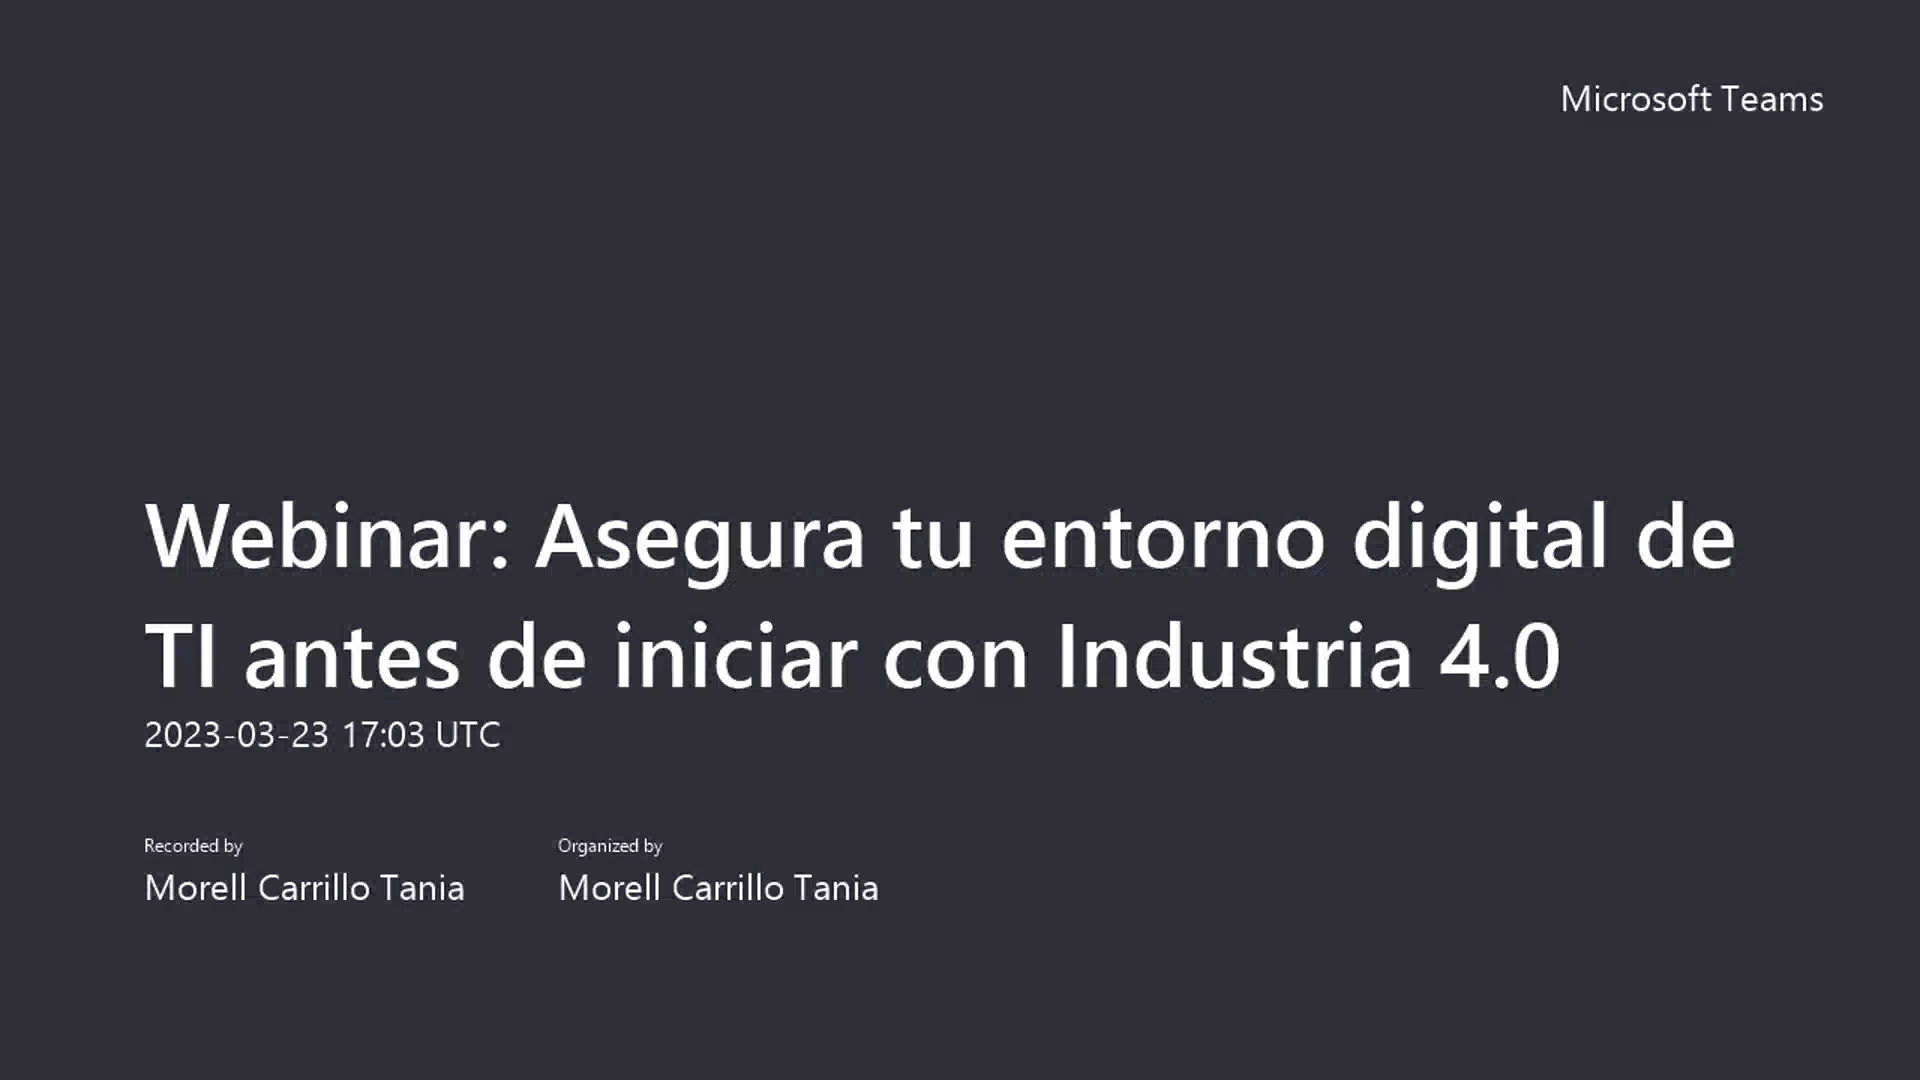 Microsoft Teams
Webinar: Asegura tu entorno digital de
TI antes de iniciar con Industria 4.0
2023-03-23 17:03 UTC
Recorded by
Morell Carrillo Tania
Organized by
Morell Carrillo Tania